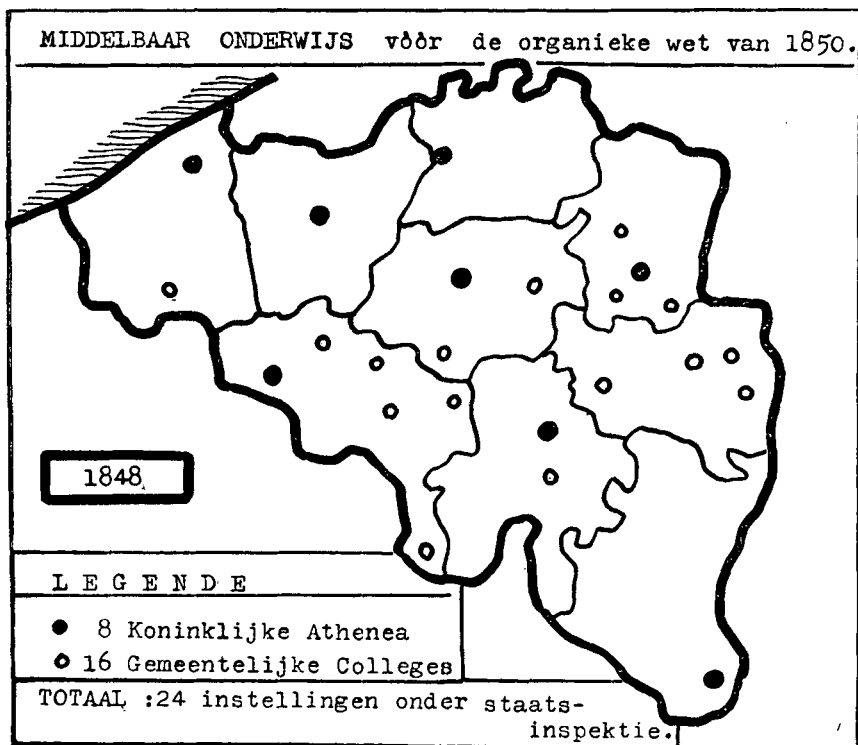 MIDDELBAAR ONDERWIJS vòòr de organieke wet van 1850.
1848
LEGENDE
8 Koninklijke Athenea
16 Gemeentelijke Colleges
TOTAAL :24 instellingen onder staats-
inspektie.